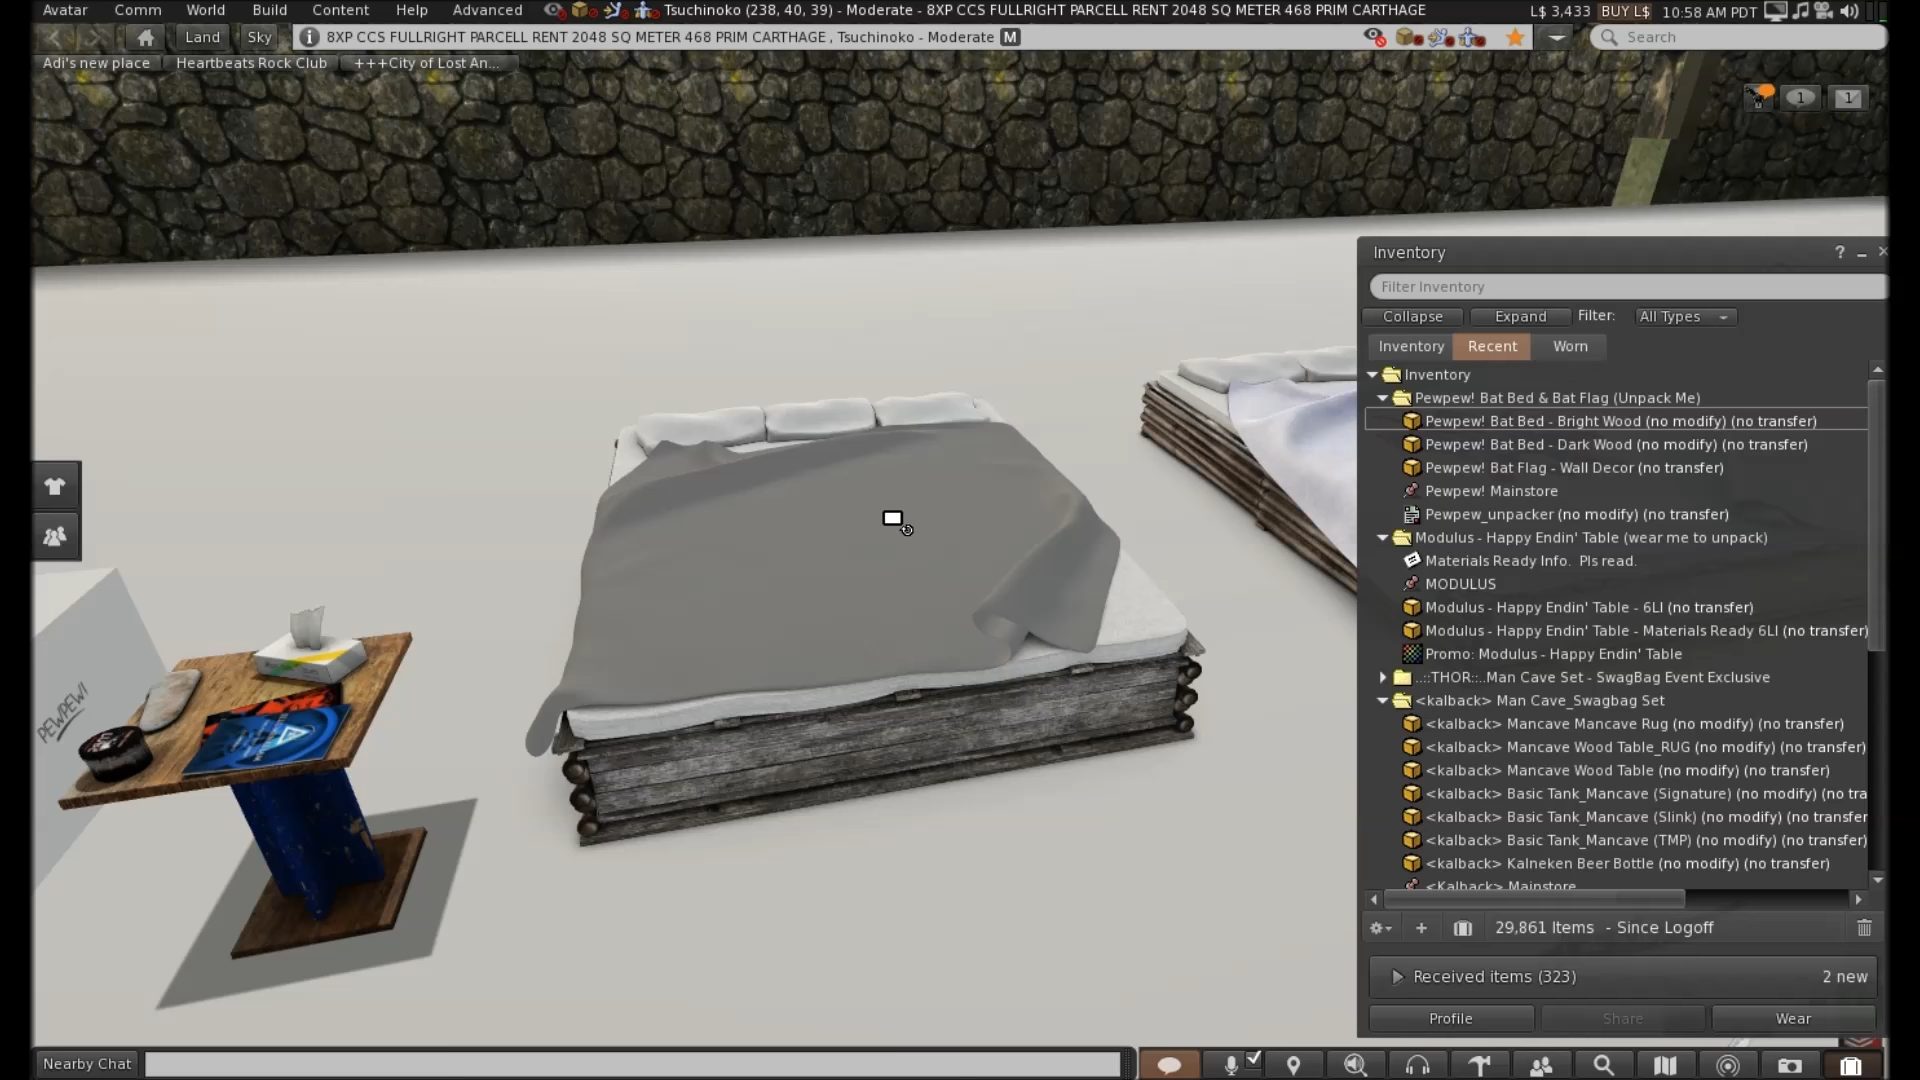 Avatar Comm World Build Content Help Advanced Tsuchinoko (238, 40, 39) - Moderate - 8XP CCS FULLRIGHT PARCELL RENT 2048 SQ METER 468 PRIM CARTHAGE L$ 3,433 BUY L$ 10:58 AM PDT
Land Sky 8XP CCS FULLRIGHT PARCELL RENT 2048 SQ METER 468 PRIM CARTHAGE , Tsuchinoko - Moderate M Search
Adi's new place Heartbeats Rock Club +++City of Lost An...
1 1
Inventory ?
Filter Inventory
Collapse Expand Filter: All Types
Inventory Recent Worn
Inventory
Pewpew! Bat Bed & Bat Flag (Unpack Me)
Pewpew! Bat Bed - Bright Wood (no modify) (no transfer)
Pewpew! Bat Bed - Dark Wood (no modify) (no transfer)
Pewpew! Bat Flag - Wall Decor (no transfer)
Pewpew! Mainstore
Pewpew_unpacker (no modify) (no transfer)
Modulus - Happy Endin' Table (wear me to unpack)
Materials Ready Info. Pls read.
MODULUS
Modulus - Happy Endin' Table - 6LI (no transfer)
Modulus - Happy Endin' Table - Materials Ready 6LI (no transfer)
Promo: Modulus - Happy Endin' Table
..::THOR::..Man Cave Set - SwagBag Event Exclusive
<kalback> Man Cave_Swagbag Set
<kalback> Mancave Mancave Rug (no modify) (no transfer)
<kalback> Mancave Wood Table_RUG (no modify) (no transfer)
<kalback> Mancave Wood Table (no modify) (no transfer)
<kalback> Basic Tank_Mancave (Signature) (no modify) (no tra
<kalback> Basic Tank_Mancave (Slink) (no modify) (no transfer
<kalback> Basic Tank_Mancave (TMP) (no modify) (no transfer)
<kalback> Kalneken Beer Bottle (no modify) (no transfer)
<Kalback> Mainstore
29,861 Items - Since Logoff
Received items (323) 2 new
Profile Share Wear
PEWPEW!
Nearby Chat